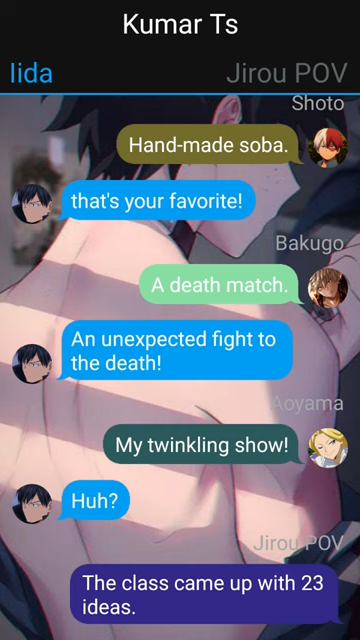 Kumar Ts
Iida
Jirou POV
Shoto
Hand-made soba.
that's your favorite!
Bakugo
A death match.
An unexpected fight to
the death!
Aoyama
My twinkling show!
Huh?
Jirou POV
The class came up with 23
ideas.